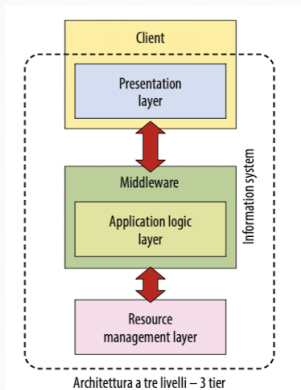 Client
Presentation
layer
Middleware
Application logic
layer
Information system
Resource
management layer
Architettura a tre livelli – 3 tier